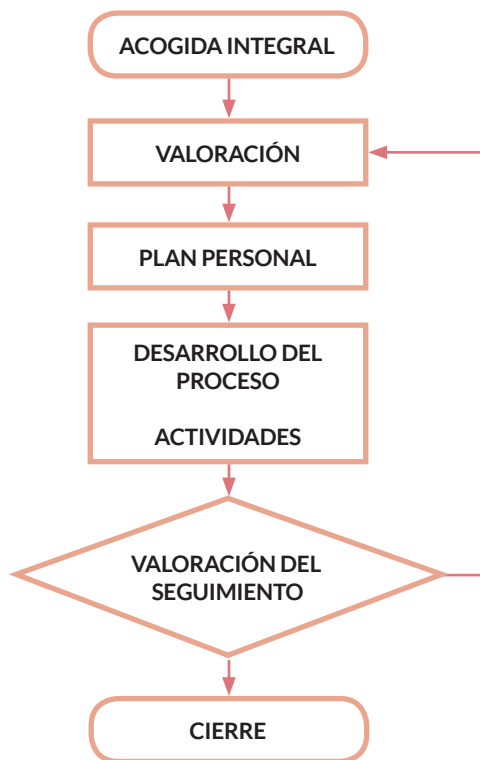 ACOGIDA INTEGRAL
VALORACIÓN
PLAN PERSONAL
DESARROLLO DEL
PROCESO
ACTIVIDADES
VALORACIÓN DEL
SEGUIMIENTO
CIERRE